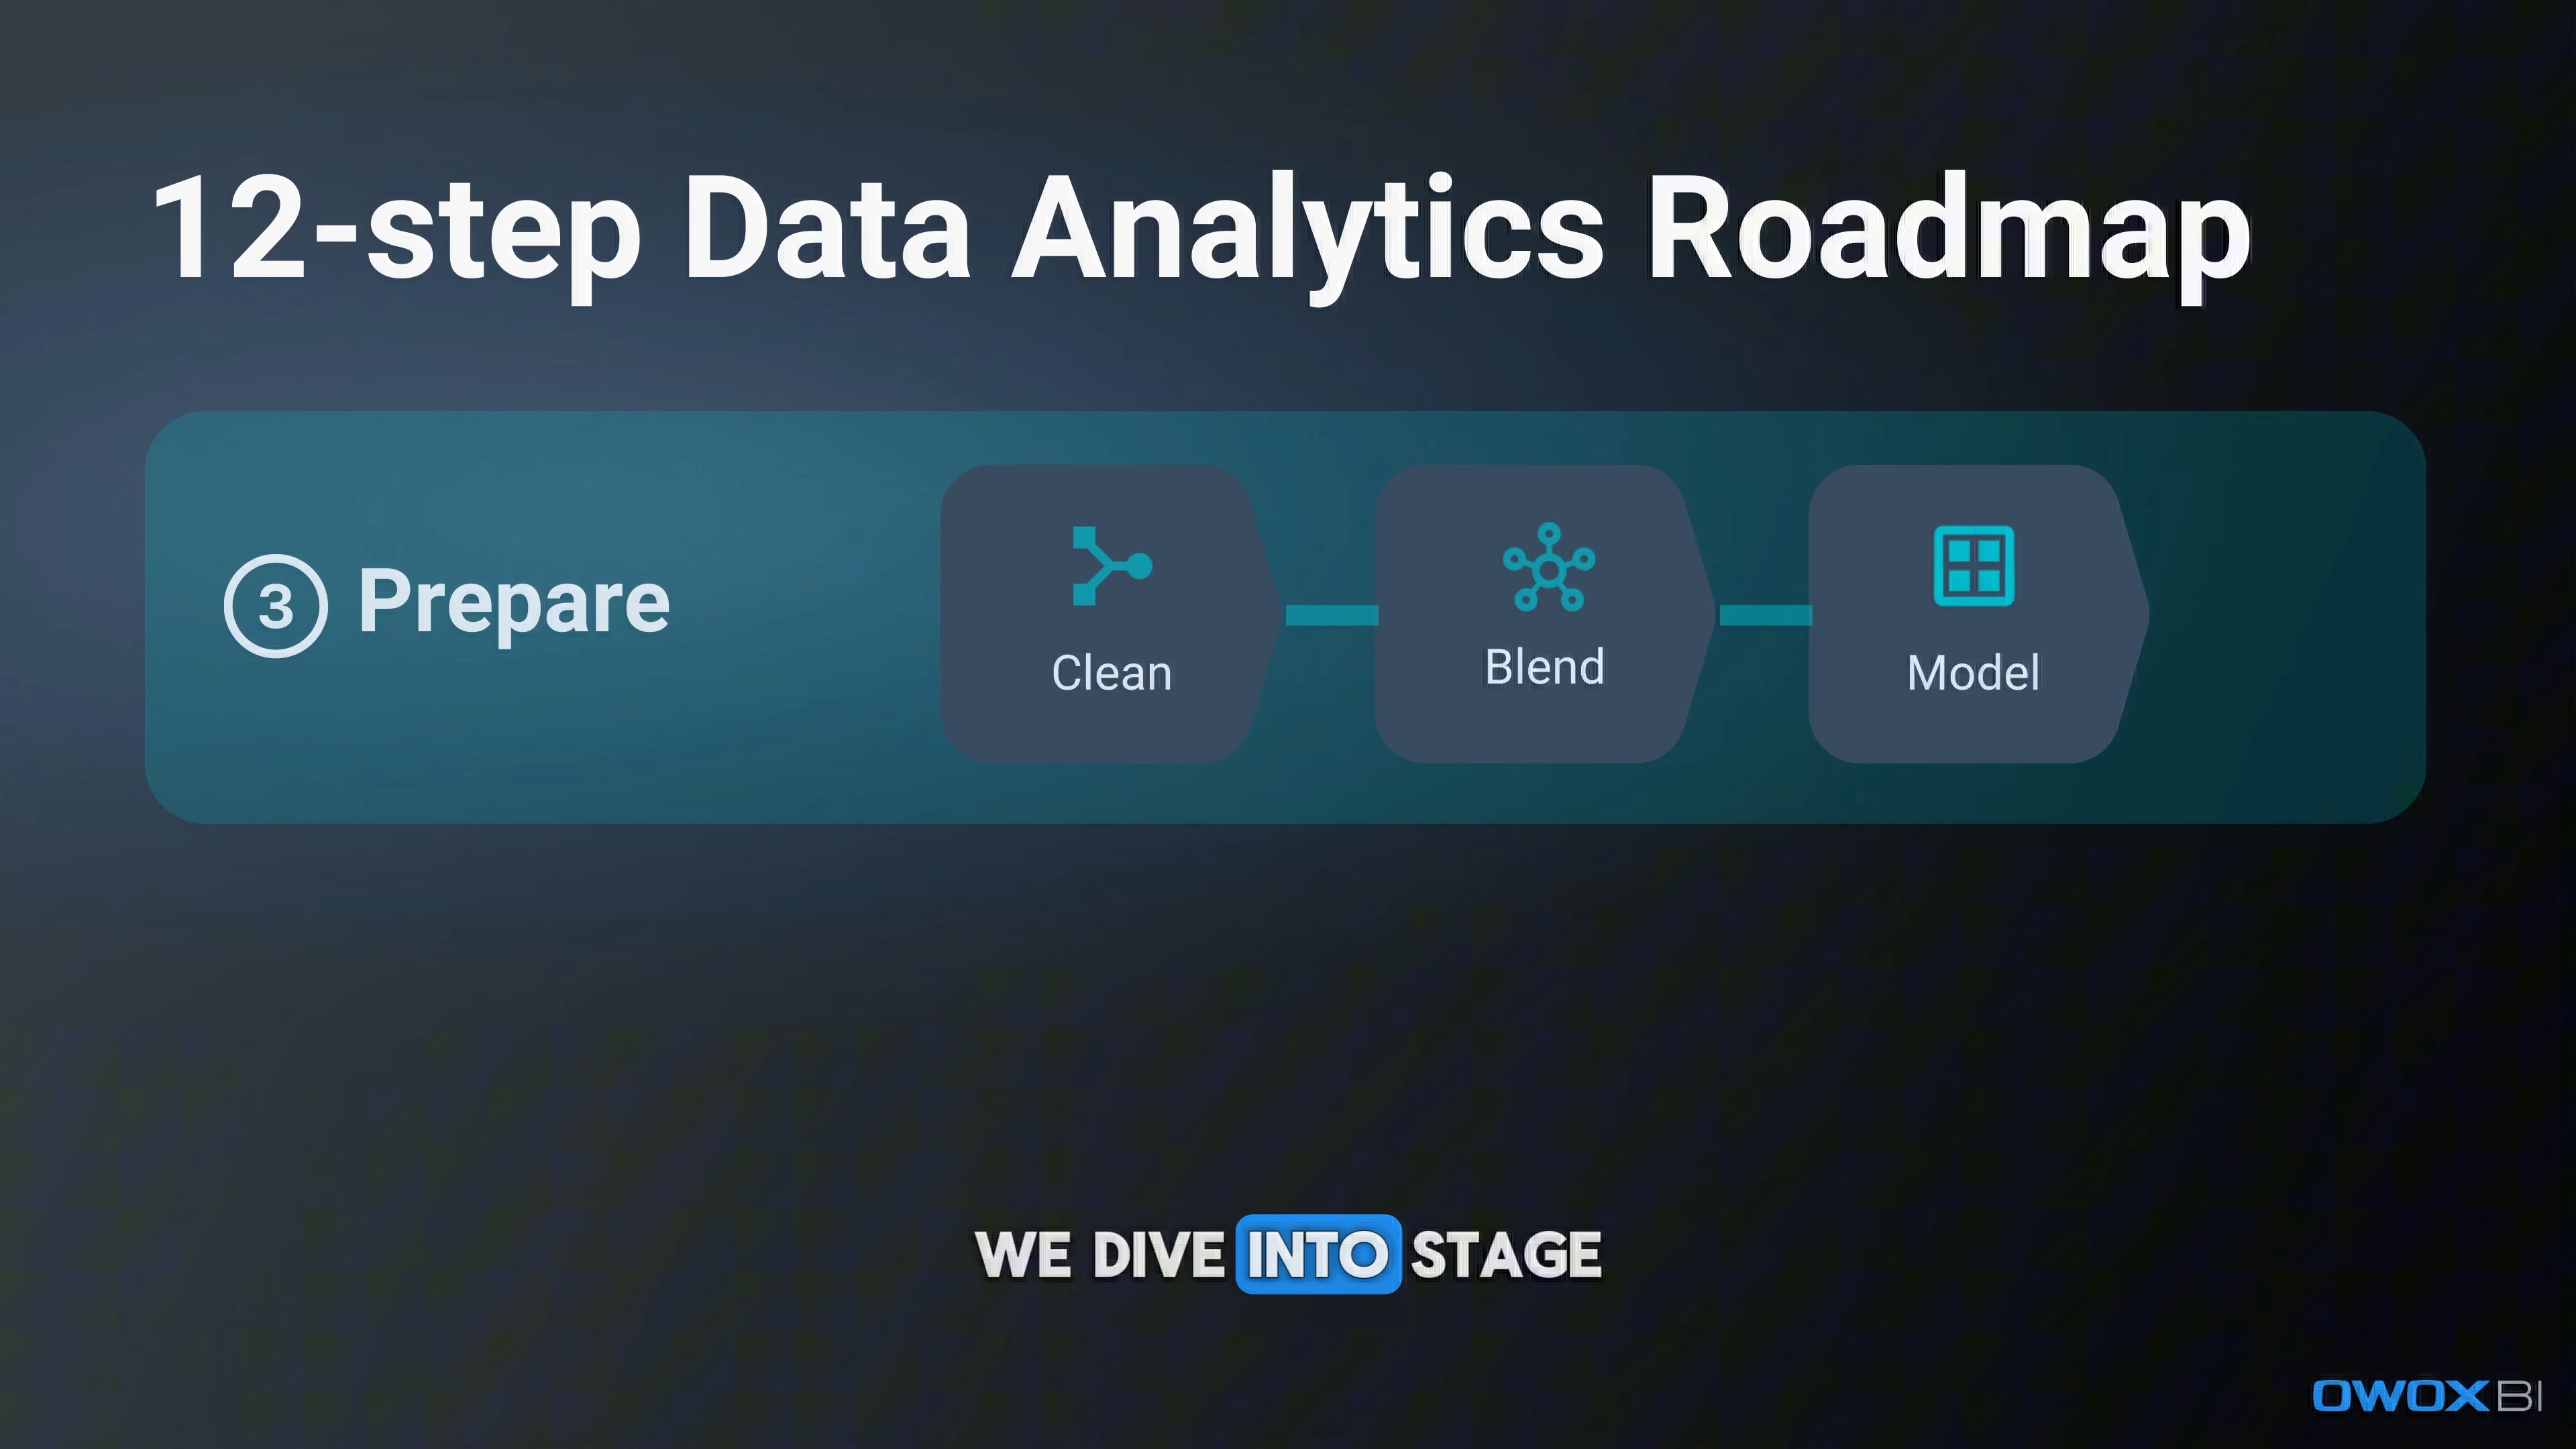 12-step Data Analytics Roadmap
3 Prepare
Clean
Blend
Model
WE DIVE INTO STAGE
OWOX BI